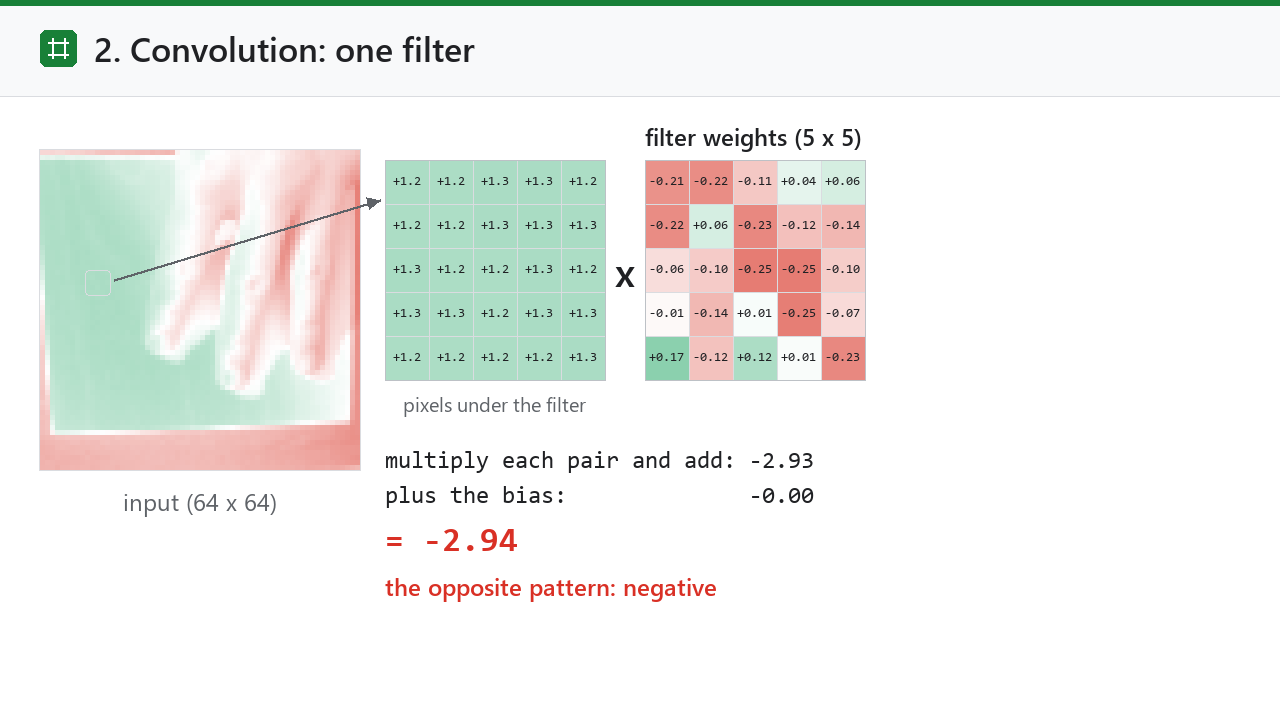 2. Convolution: one filter
filter weights (5 x 5)
+1.2 +1.2 +1.3 +1.3 +1.2
+1.2 +1.2 +1.3 +1.3 +1.3
+1.3 +1.2 +1.2 +1.3 +1.2
+1.3 +1.3 +1.2 +1.3 +1.3
+1.2 +1.2 +1.2 +1.2 +1.3
X
-0.21 -0.22 -0.11 +0.04 +0.06
-0.22 +0.06 -0.23 -0.12 -0.14
-0.06 -0.10 -0.25 -0.25 -0.10
-0.01 -0.14 +0.01 -0.25 -0.07
+0.17 -0.12 +0.12 +0.01 -0.23
pixels under the filter
input (64 x 64)
multiply each pair and add: -2.93
plus the bias: -0.00
= -2.94
the opposite pattern: negative